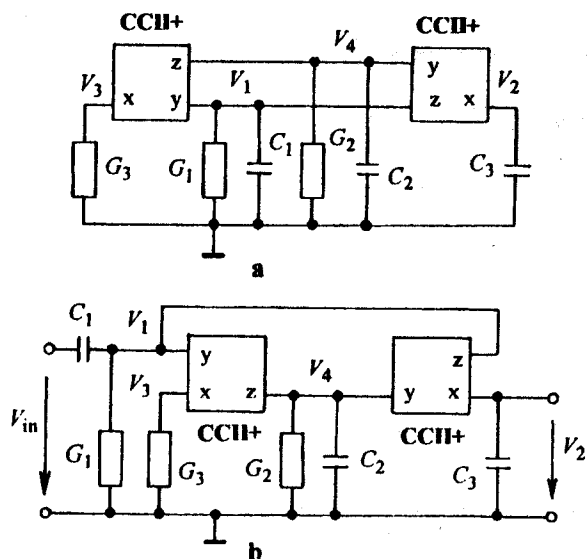 CCII+ CCII+
V4
z y
V3 V1 V2
x y z x
G3 G1 C1 G2 C2 C3
a
C1 V1
y z
V3 V4
x z y x
Vin CCII+ CCII+ V2
G1 G3 G2 C2 C3
b